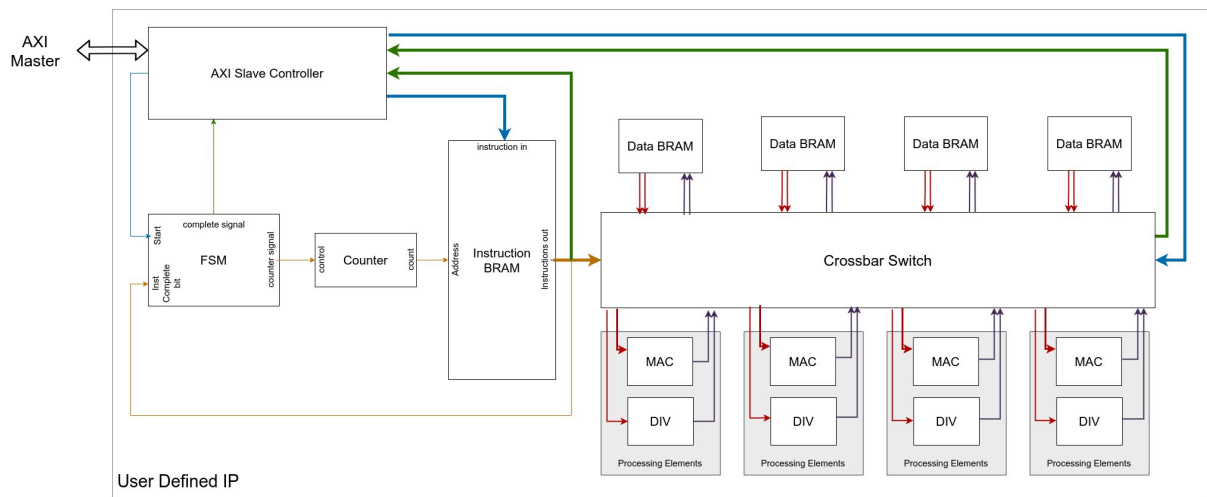 AXI
Master
AXI Slave Controller
instruction in
Data BRAM
Data BRAM
Data BRAM
Data BRAM
complete signal
Start
FSM
Inst
Complete
bit
counter signal
control
Counter
count
Address
Instruction
BRAM
Instructions out
Crossbar Switch
MAC
MAC
MAC
MAC
DIV
DIV
DIV
DIV
Processing Elements
Processing Elements
Processing Elements
Processing Elements
User Defined IP